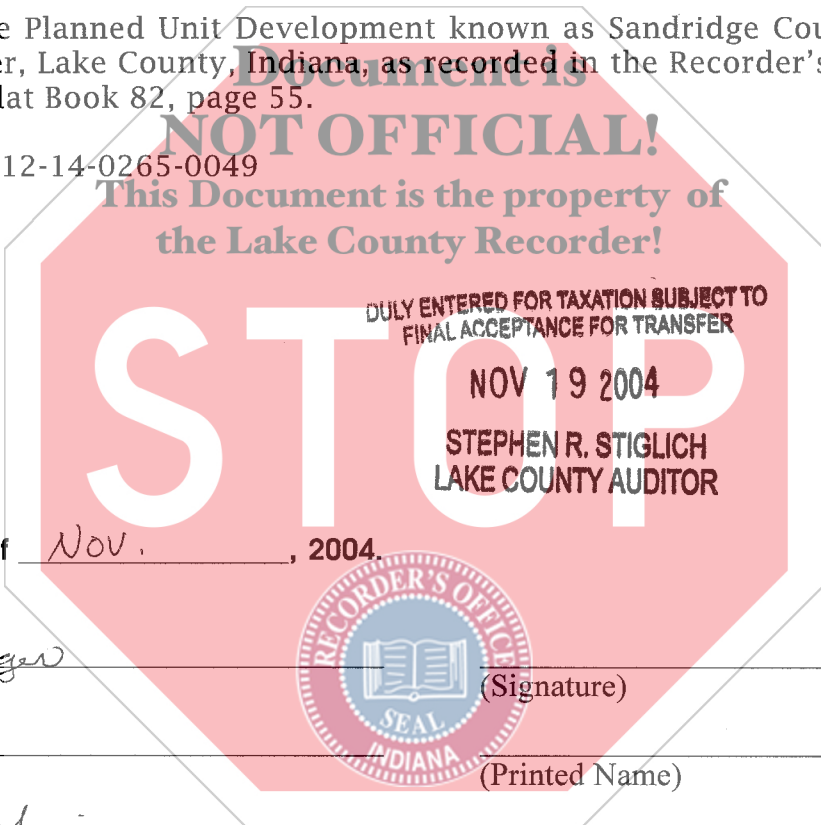 e Planned Unit Development known as Sandridge Cou
er, Lake County, Indiana, as recorded in the Recorder's
lat Book 82, page 55.
Document is
NOT OFFICIAL!
12-14-0265-0049
This Document is the property of
the Lake County Recorder!
DULY ENTERED FOR TAXATION SUBJECT TO
FINAL ACCEPTANCE FOR TRANSFER
STOP
NOV 19 2004
STEPHEN R. STIGLICH
LAKE COUNTY AUDITOR
f Nov. , 2004.
RECORDER'S OFFICE
SEAL
INDIANA
ger
(Signature)
(Printed Name)